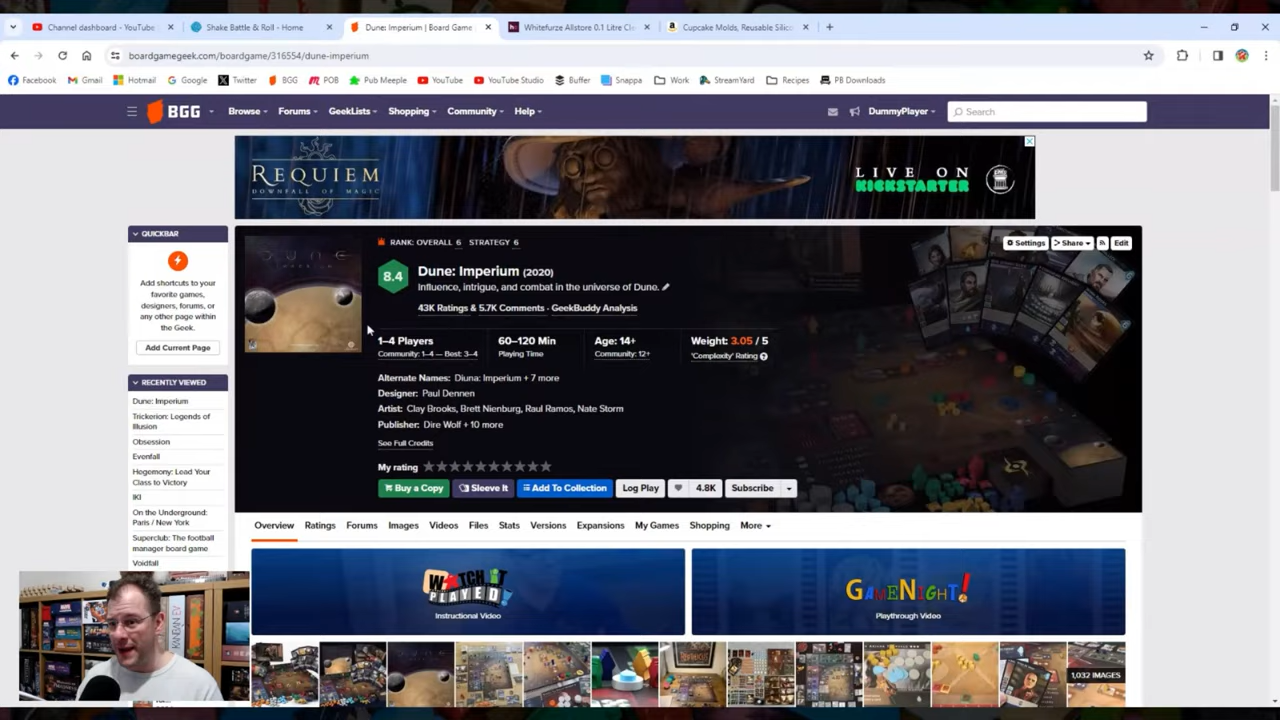 Channel dashboard - YouTube
Shake Battle & Roll - Home
Dune: Imperium | Board Game
Whitefurze Allstore 0.1 Litre Cl
Cupcake Molds, Reusable Silico
boardgamegeek.com/boardgame/316554/dune-imperium
Facebook Gmail Hotmail Google Twitter BGG POB Pub Meeple YouTube YouTube Studio Buffer Snappa Work StreamYard Recipes PB Downloads
BGG Browse Forums GeekLists Shopping Community Help DummyPlayer Search
REQUIEM
DOWNFALL OF MAGIC
LIVE ON
KICKSTARTER
QUICKBAR
Add shortcuts to your
favorite games,
designers, forums, or
any other page within
the Geek.
Add Current Page
RECENTLY VIEWED
Dune: Imperium
Trickerion: Legends of
Illusion
Obsession
Evenfall
Hegemony: Lead Your
Class to Victory
IKI
On the Underground:
Paris / New York
Superclub: The football
manager board game
Voidfall
DUNE
IMPERIUM
RANK: OVERALL 6 STRATEGY 6
Settings Share Edit
8.4
Dune: Imperium (2020)
Influence, intrigue, and combat in the universe of Dune.
43K Ratings & 5.7K Comments · GeekBuddy Analysis
1–4 Players 60–120 Min Age: 14+ Weight: 3.05 / 5
Community: 1–4 — Best: 3–4 Playing Time Community: 12+ 'Complexity' Rating
Alternate Names: Diuna: Imperium + 7 more
Designer: Paul Dennen
Artist: Clay Brooks, Brett Nienburg, Raul Ramos, Nate Storm
Publisher: Dire Wolf + 10 more
See Full Credits
My rating
Buy a Copy Sleeve It Add To Collection Log Play 4.8K Subscribe
Overview Ratings Forums Images Videos Files Stats Versions Expansions My Games Shopping More
WATCH IT
PLAYED!
Instructional Video
GAMENIGHT!
Playthrough Video
1,032 IMAGES
KANBAN EV